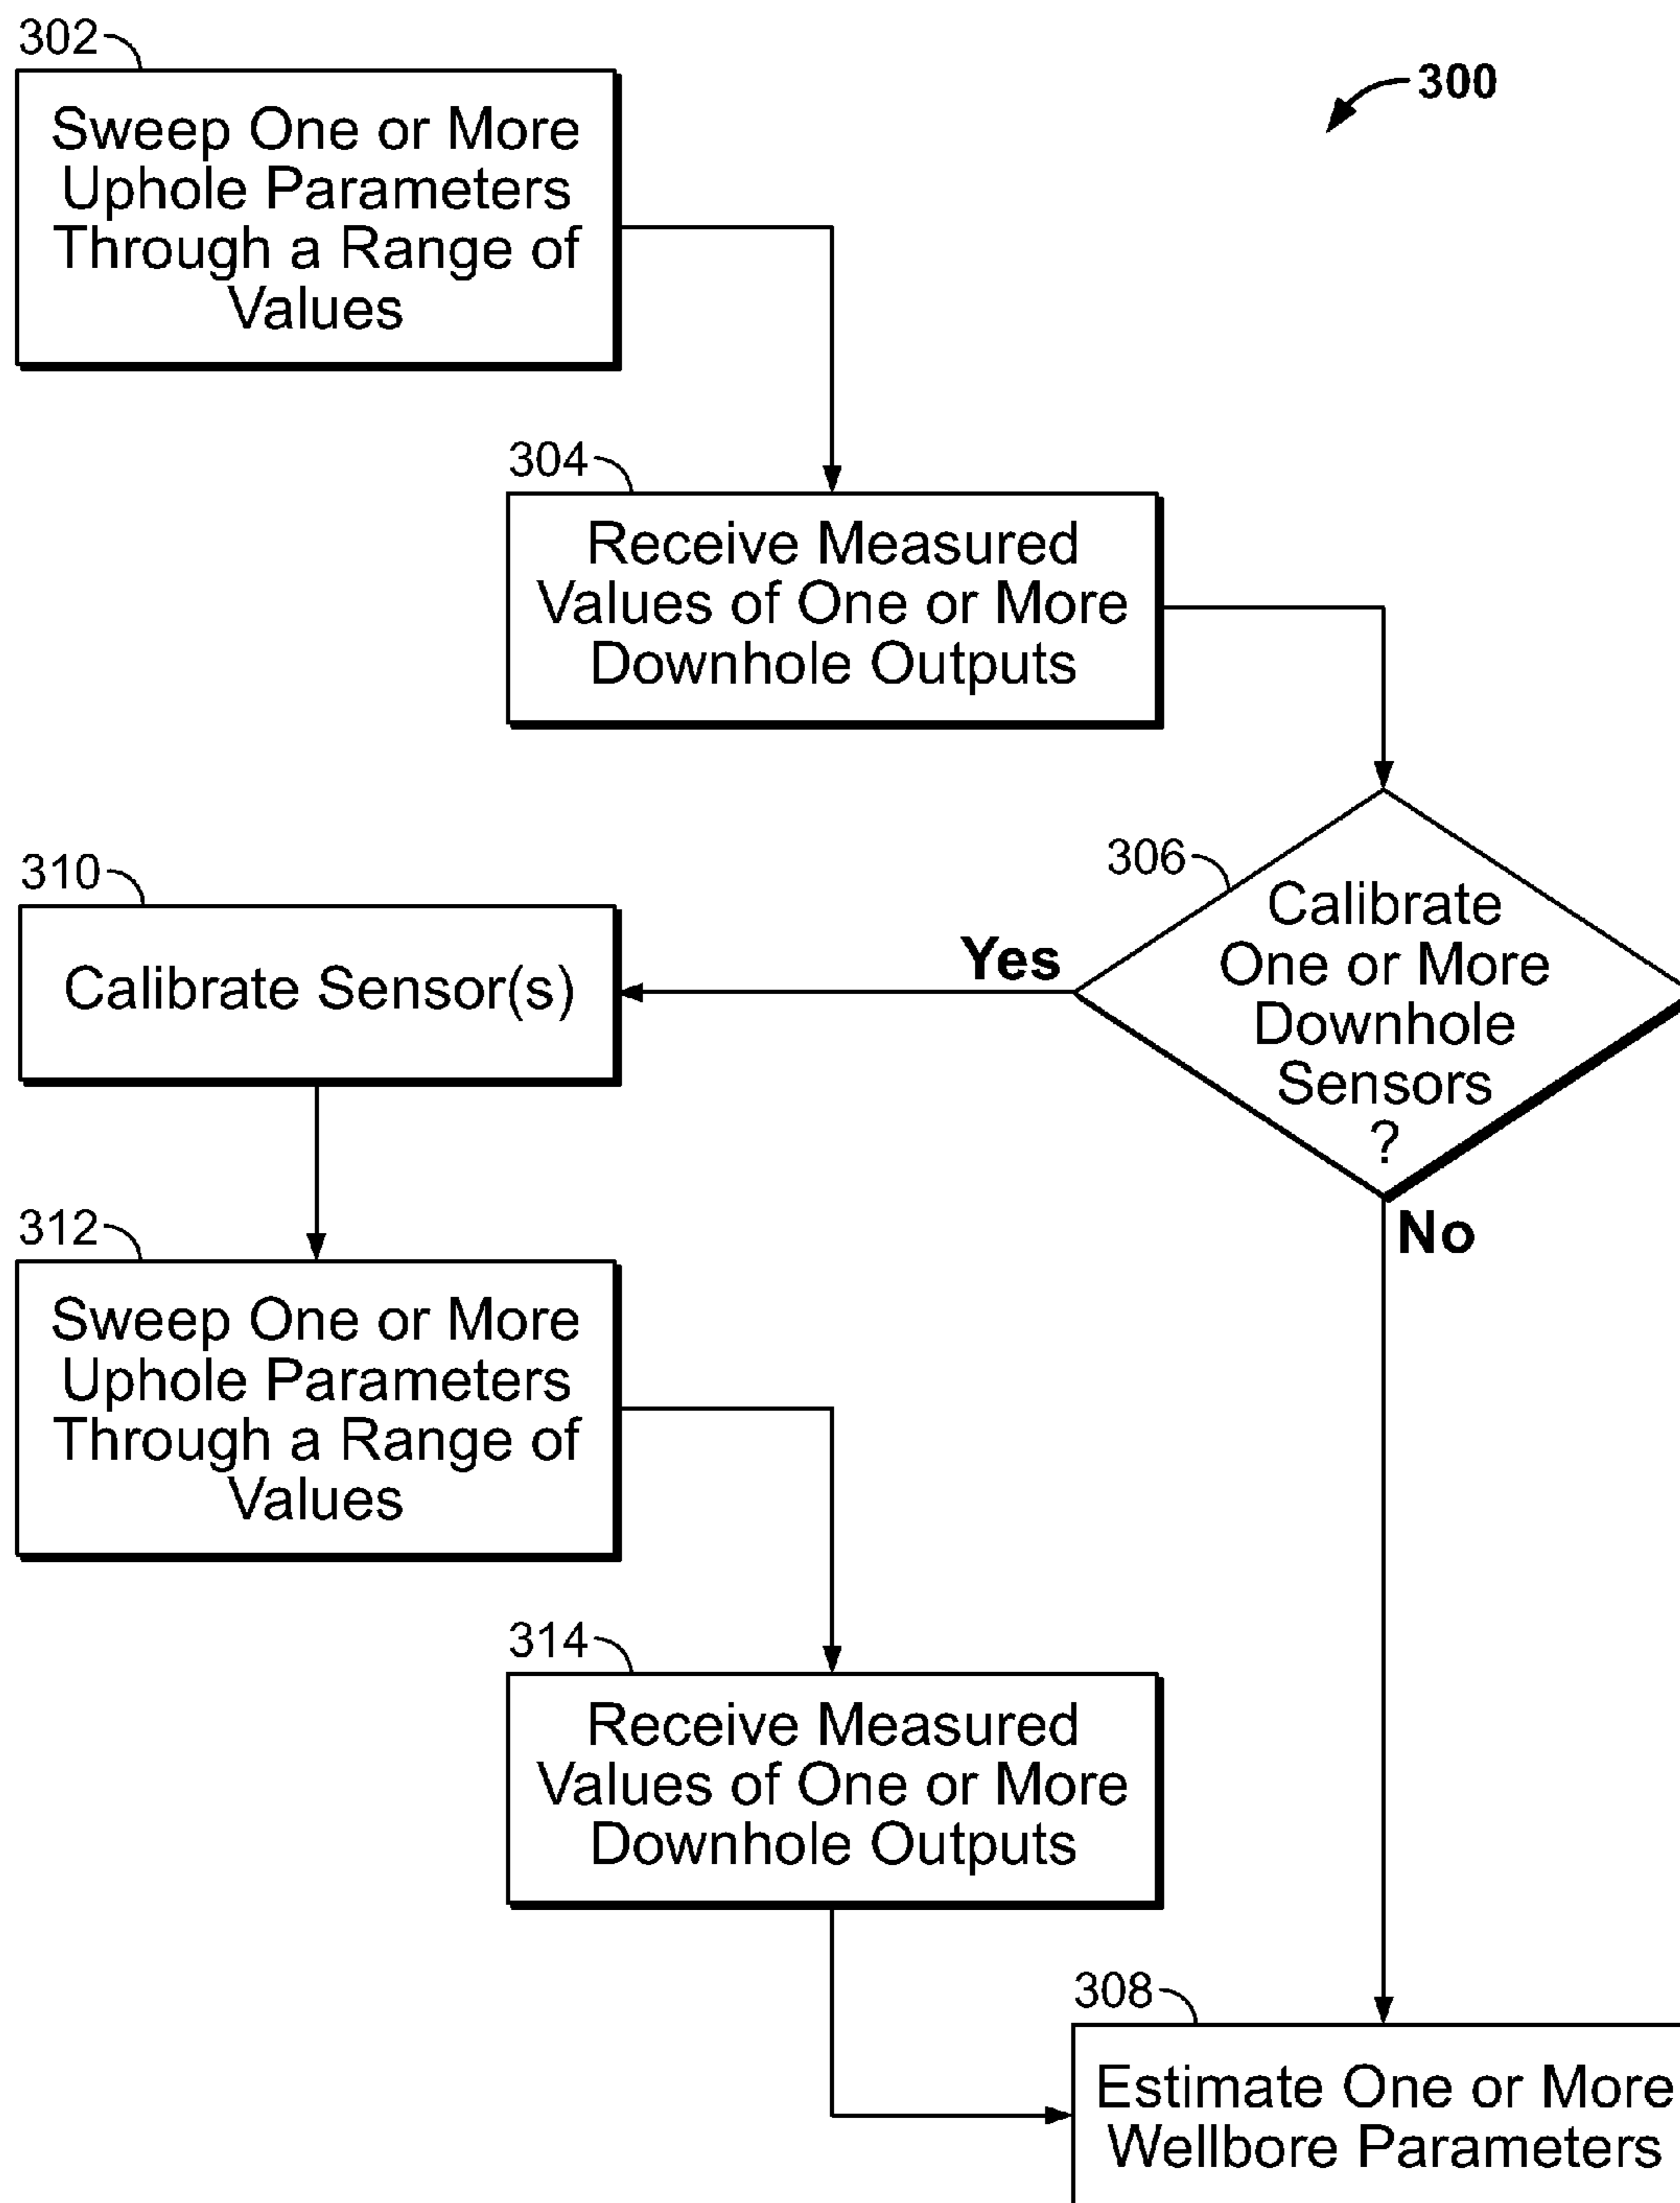 302
300
Sweep One or More
Uphole Parameters
Through a Range of
Values
304
Receive Measured
Values of One or More
Downhole Outputs
306
Calibrate
One or More
Downhole
Sensors
?
Yes
No
310
Calibrate Sensor(s)
312
Sweep One or More
Uphole Parameters
Through a Range of
Values
314
Receive Measured
Values of One or More
Downhole Outputs
308
Estimate One or More
Wellbore Parameters